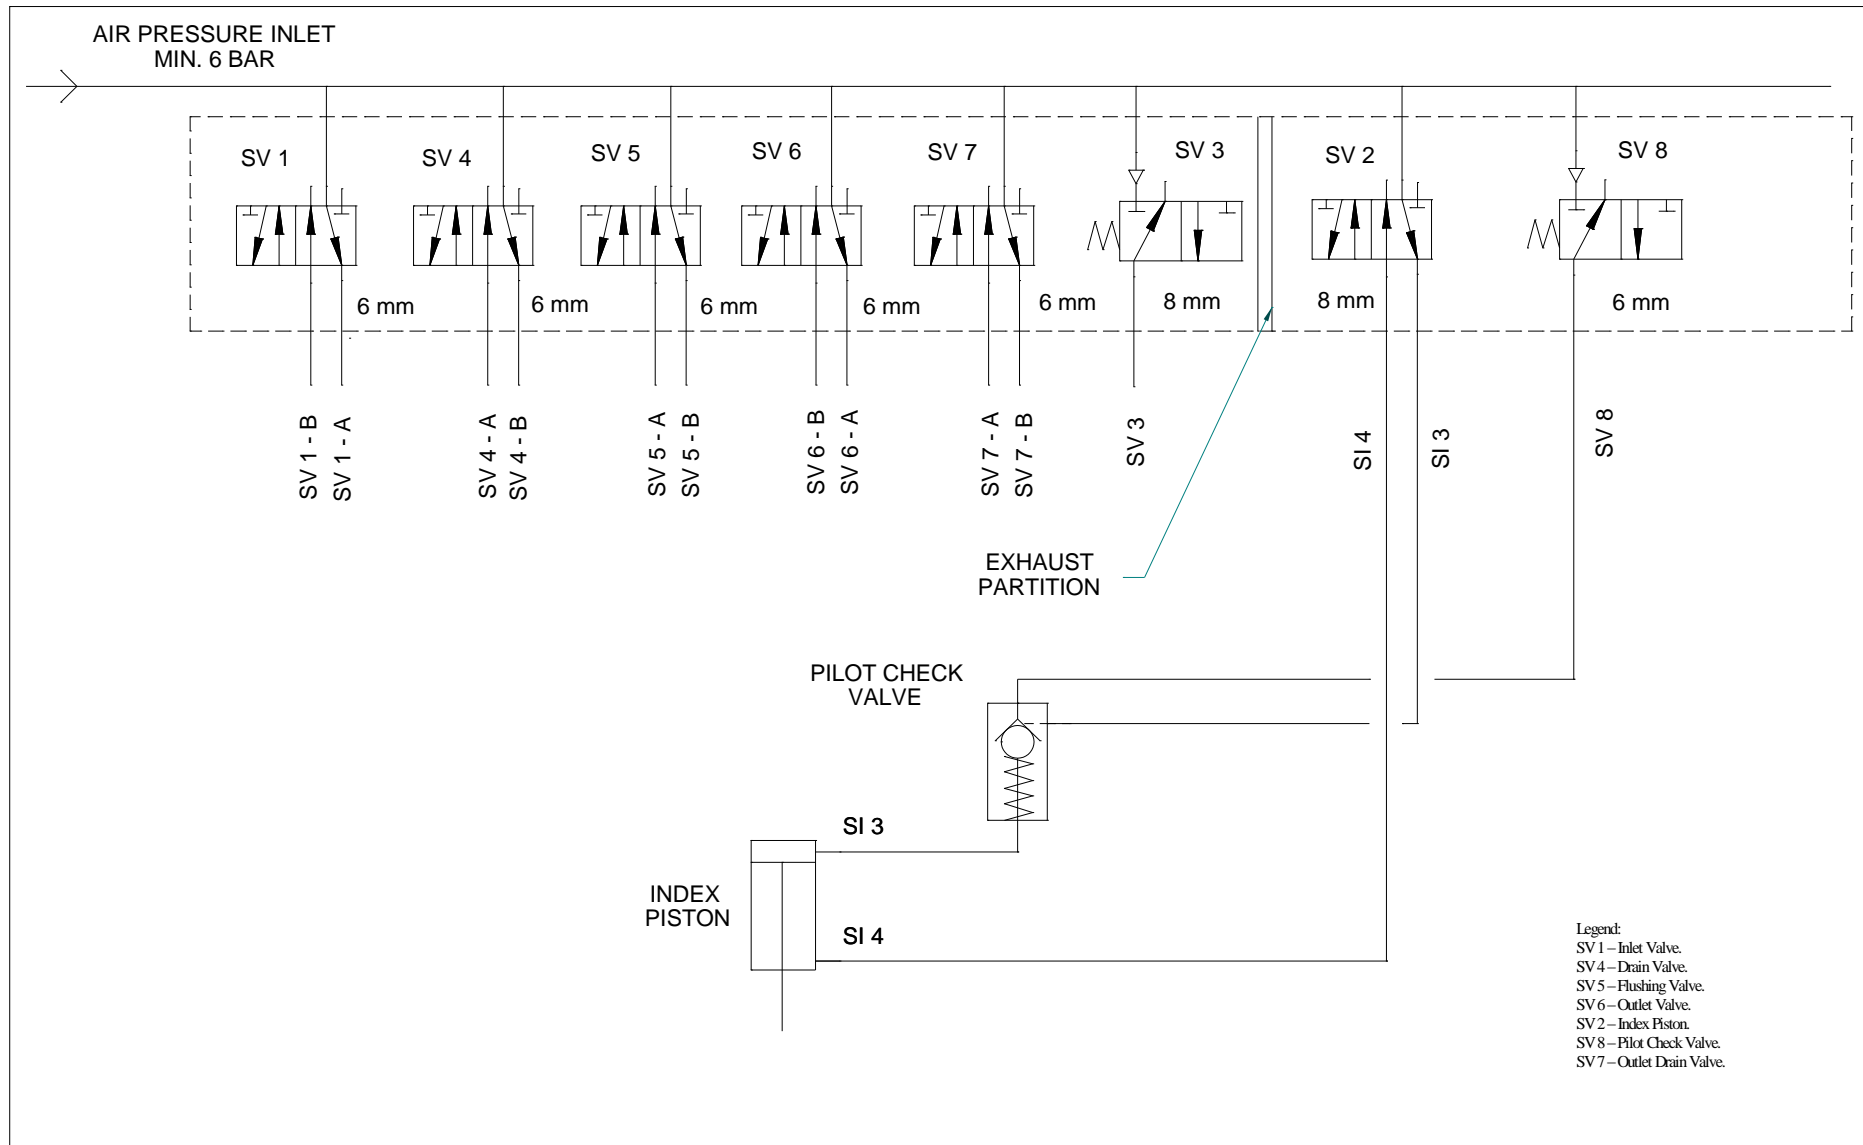 AIR PRESSURE INLET
MIN. 6 BAR
SV 1
SV 4
SV 5
SV 6
SV 7
SV 3
SV 2
SV 8
6 mm
6 mm
6 mm
6 mm
6 mm
8 mm
8 mm
6 mm
SV 1 - B
SV 1 - A
SV 4 - A
SV 4 - B
SV 5 - A
SV 5 - B
SV 6 - B
SV 6 - A
SV 7 - A
SV 7 - B
SV 3
SI 4
SI 3
SV 8
EXHAUST
PARTITION
PILOT CHECK
VALVE
SI 3
INDEX
PISTON
SI 4
Legend:
SV 1 – Inlet Valve.
SV 4 – Drain Valve.
SV 5 – Flushing Valve.
SV 6 – Outlet Valve.
SV 2 – Index Piston.
SV 8 – Pilot Check Valve.
SV 7 – Outlet Drain Valve.